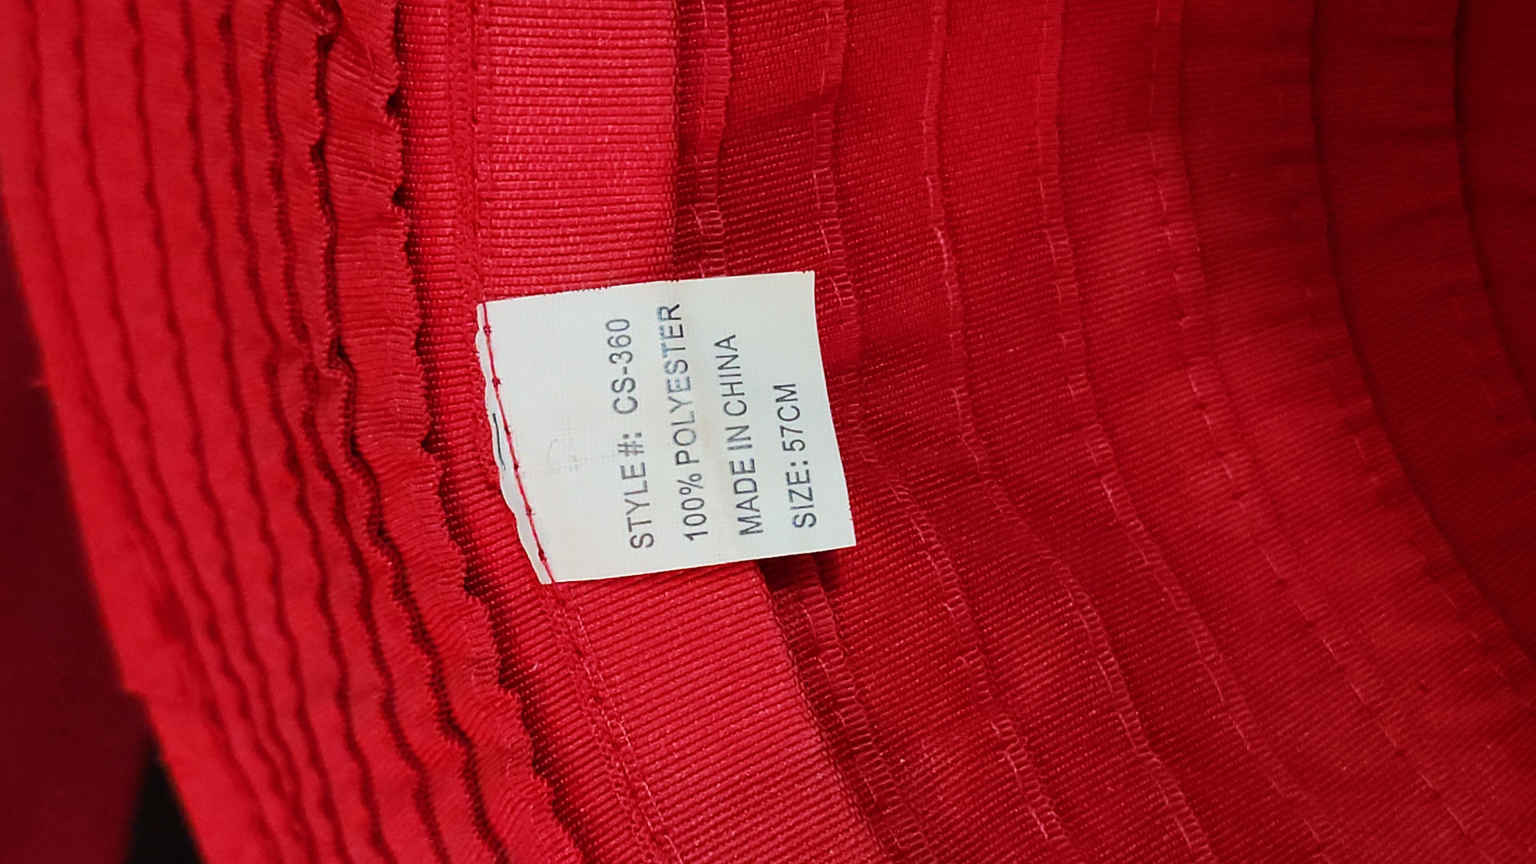 STYLE#: CS-360
100% POLYESTER
MADE IN CHINA
SIZE: 57CM